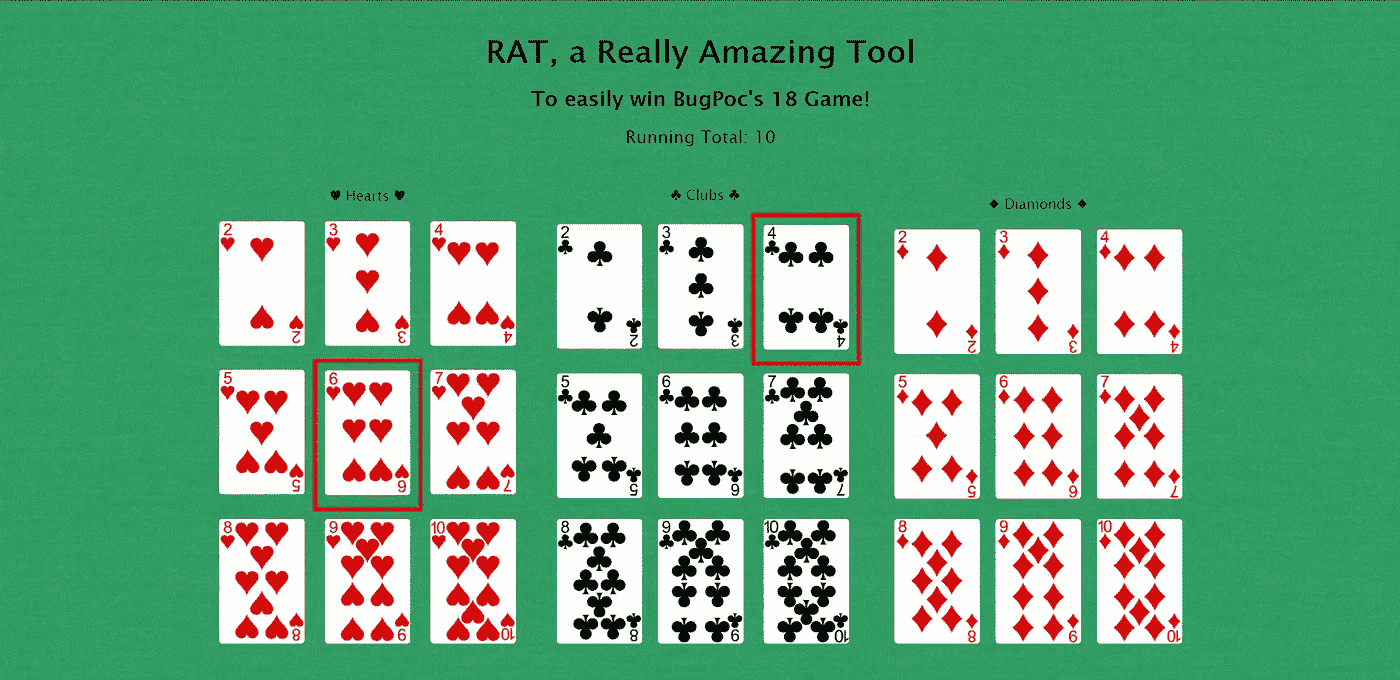 RAT, a Really Amazing Tool
To easily win BugPoc's 18 Game!
Running Total: 10
♥ Hearts ♥
♣ Clubs ♣
♦ Diamonds ♦
2 3 4 2 3 4 2 3 4
2 3 4 2 3 4 2 3 4
5 6 7 5 6 7 5 6 7
5 6 7 5 6 7 5 6 7
8 9 10 8 9 10 8 9 10
8 9 10 8 9 10 8 9 10